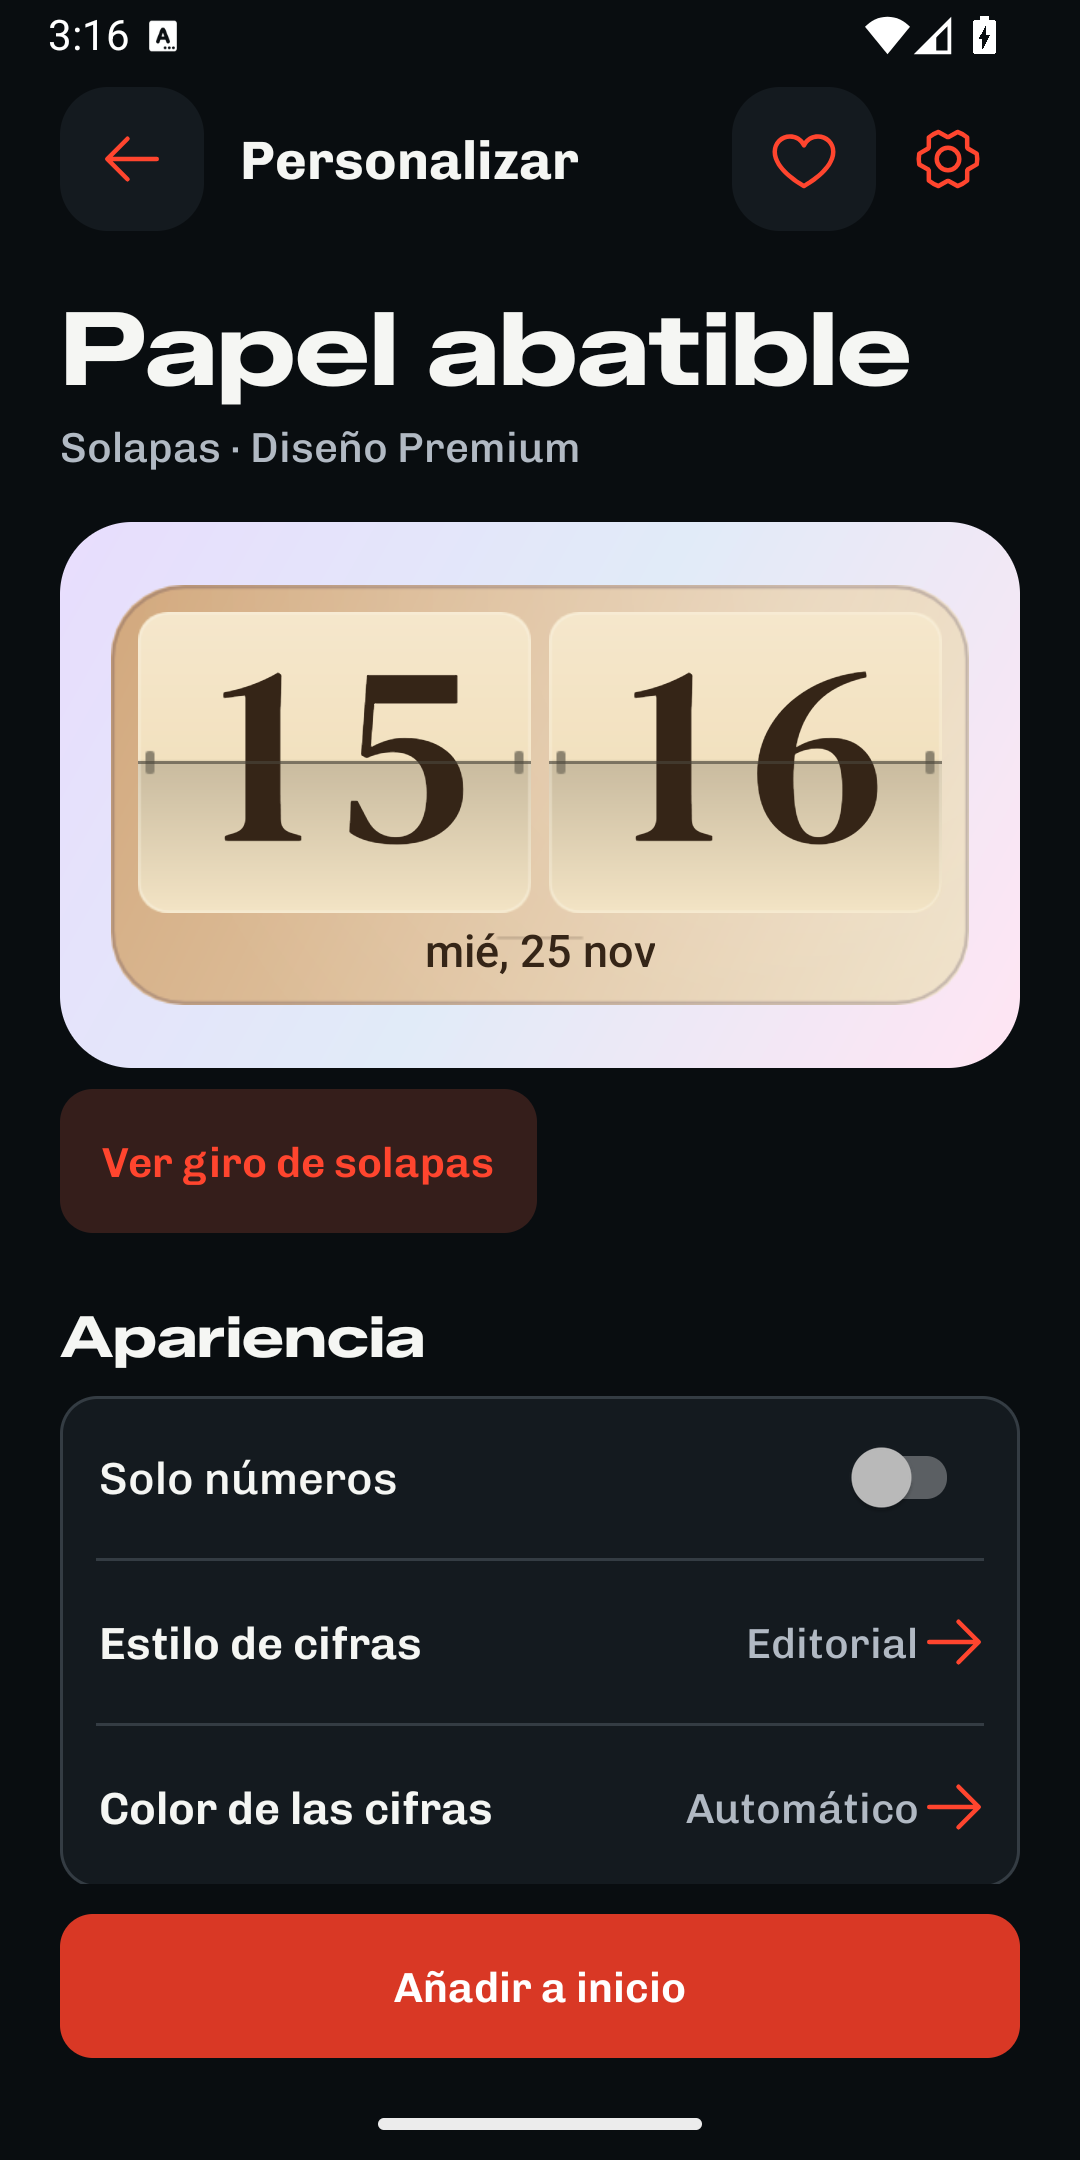 3:16
Personalizar
Papel abatible
Solapas · Diseño Premium
15 16
mié, 25 nov
Ver giro de solapas
Apariencia
Solo números
Estilo de cifras Editorial
Color de las cifras Automático
Añadir a inicio